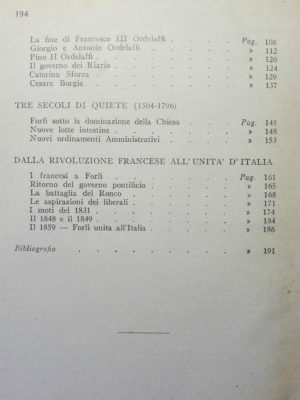 194
La fine di Francesco III Ordelaffi . . . . Pag. 108
Giorgio e Antonio Ordelaffi . . . . . » 112
Pino II Ordelaffi . . . . . . . » 120
Il governo dei Riario . . . . . . » 124
Caterina Sforza . . . . . . . » 129
Cesare Borgia . . . . . . . » 137
TRE SECOLI DI QUIETE (1504-1796)
Forlì sotto la dominazione della Chiesa . . Pag. 145
Nuove lotte intestine . . . . . . » 148
Nuovi ordinamenti Amministrativi . . . . » 153
DALLA RIVOLUZIONE FRANCESE ALL'UNITA' D'ITALIA
I francesi a Forlì . . . . . . . Pag. 161
Ritorno del governo pontificio . . . . . » 165
La battaglia del Ronco . . . . . . » 168
Le aspirazioni dei liberali . . . . . . » 171
I moti del 1831 . . . . . . . » 174
Il 1848 e il 1849 . . . . . . . » 184
Il 1859 — Forlì unita all'Italia . . . . . » 186
Bibliografia . . . . . . . . » 191